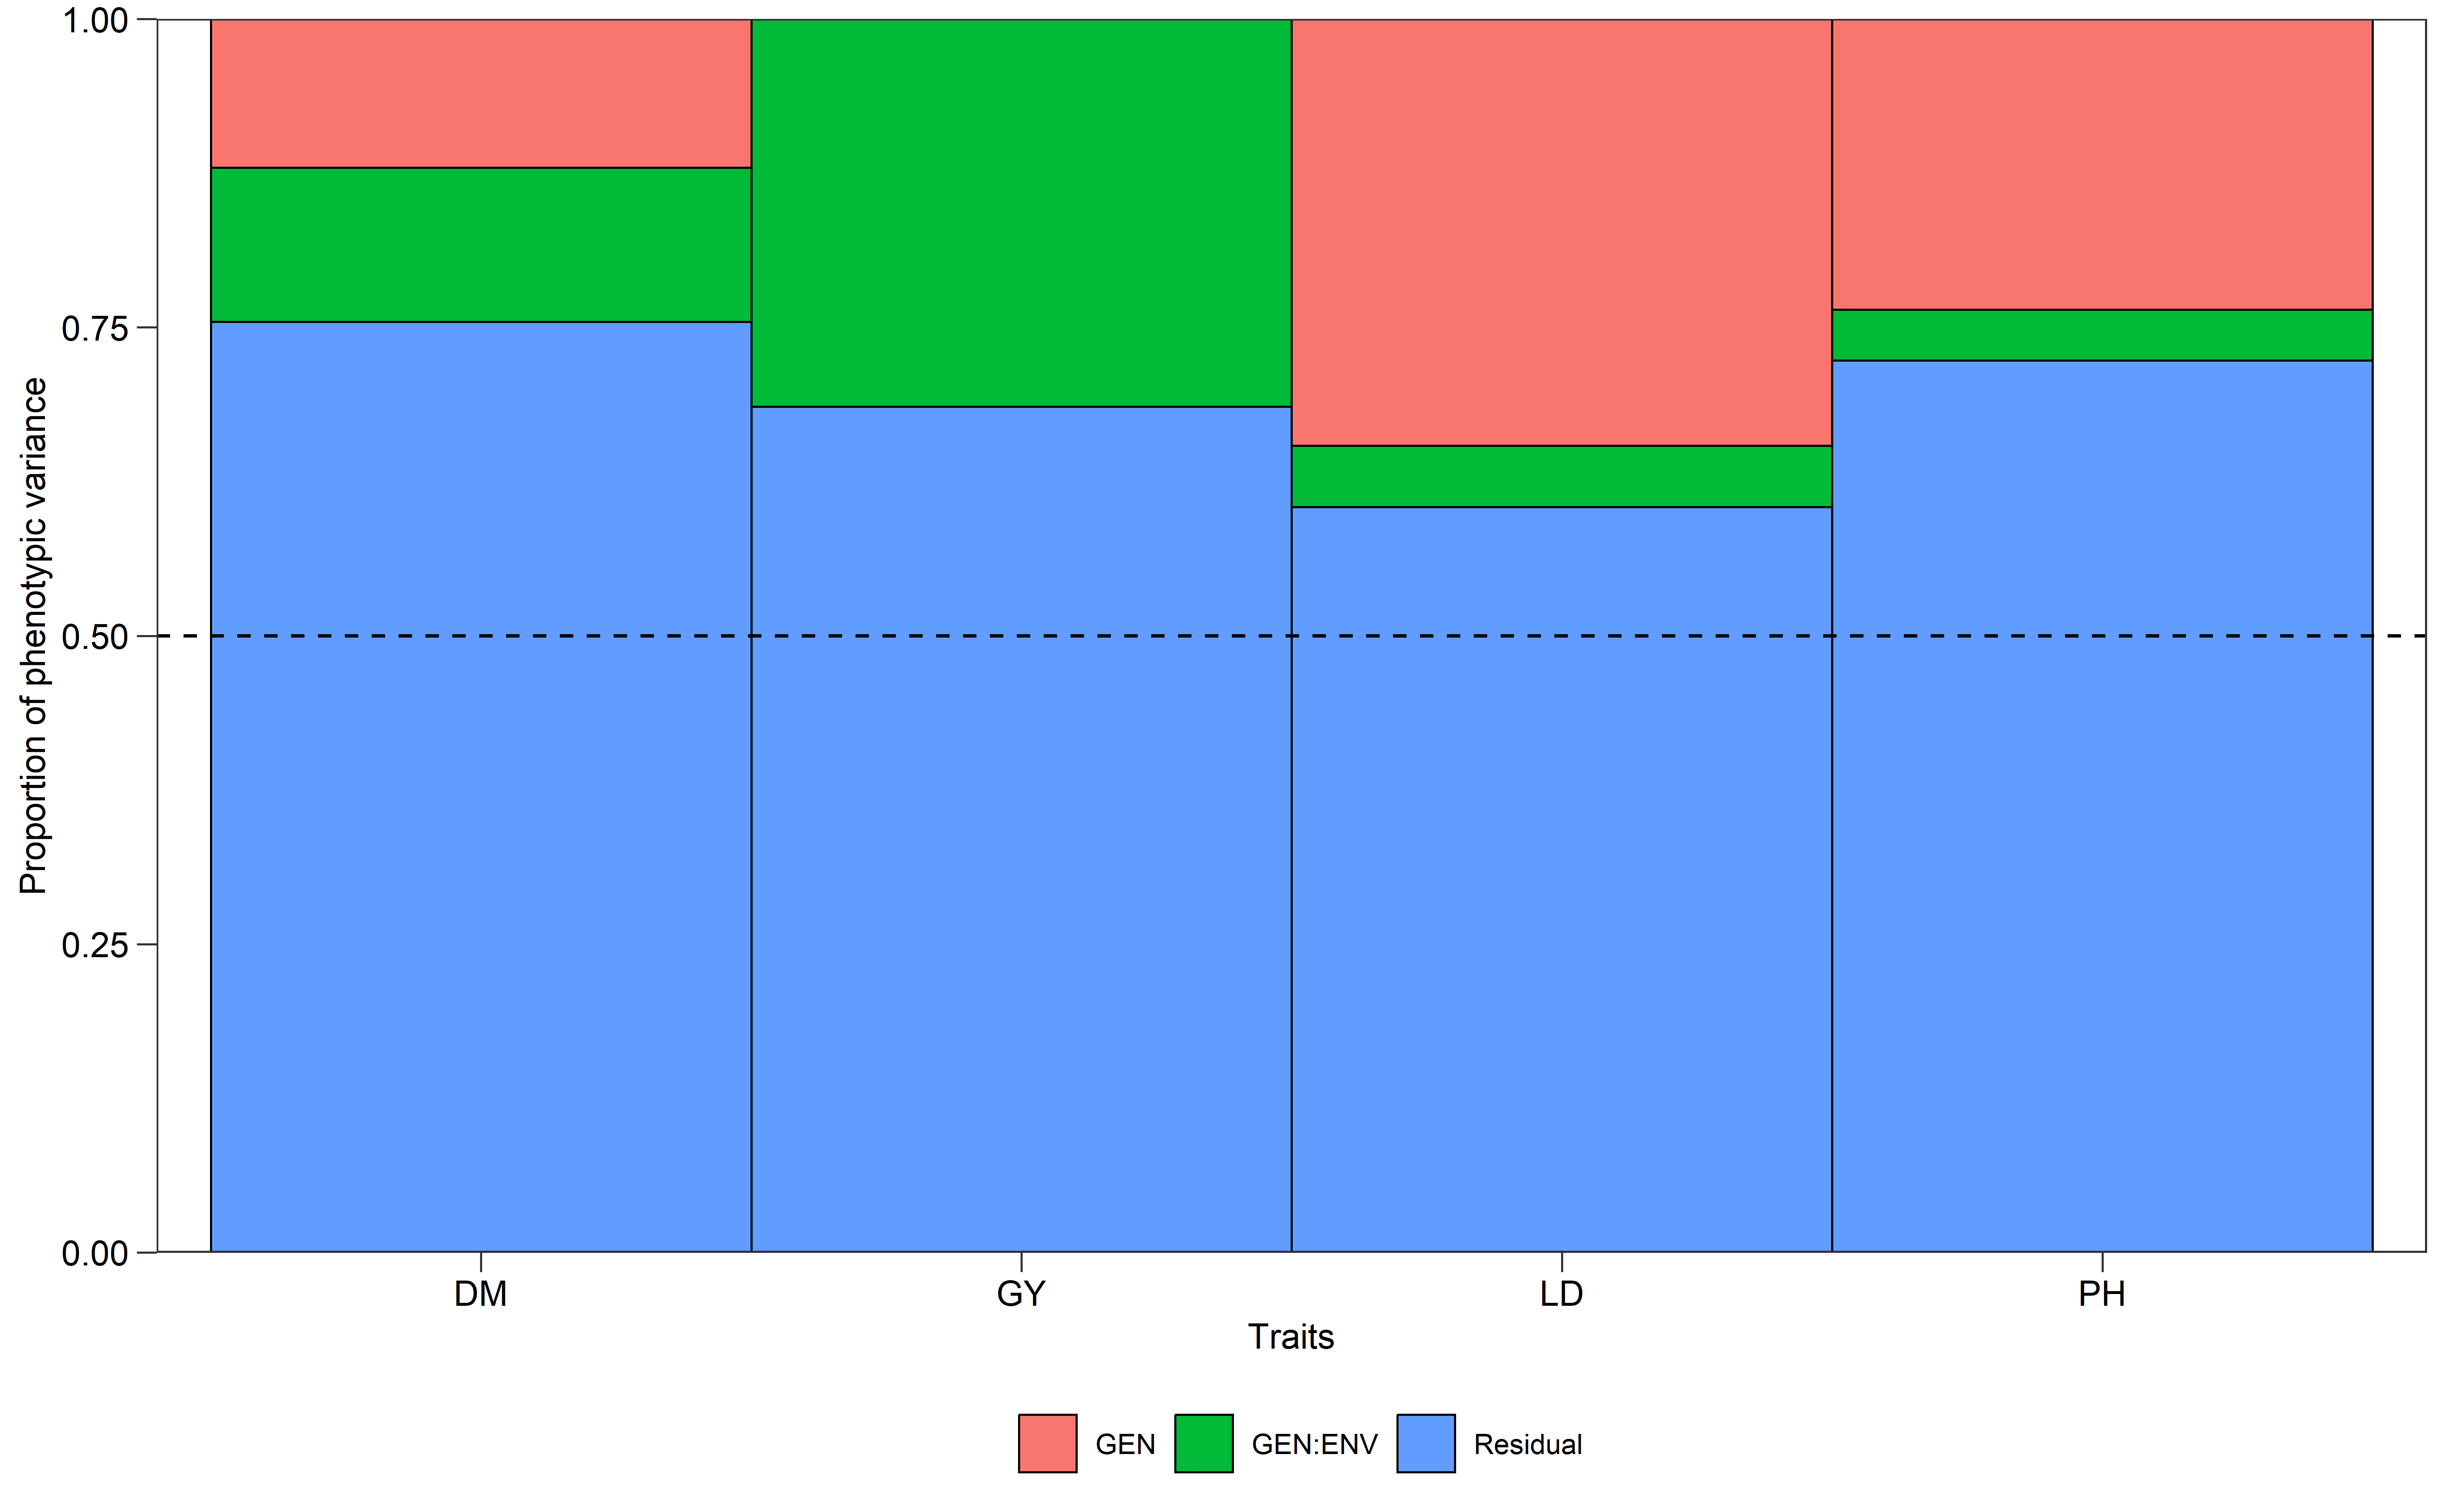 Proportion of phenotypic variance
1.00
0.75
0.50
0.25
0.00
DM GY LD PH
Traits
GEN GEN:ENV Residual